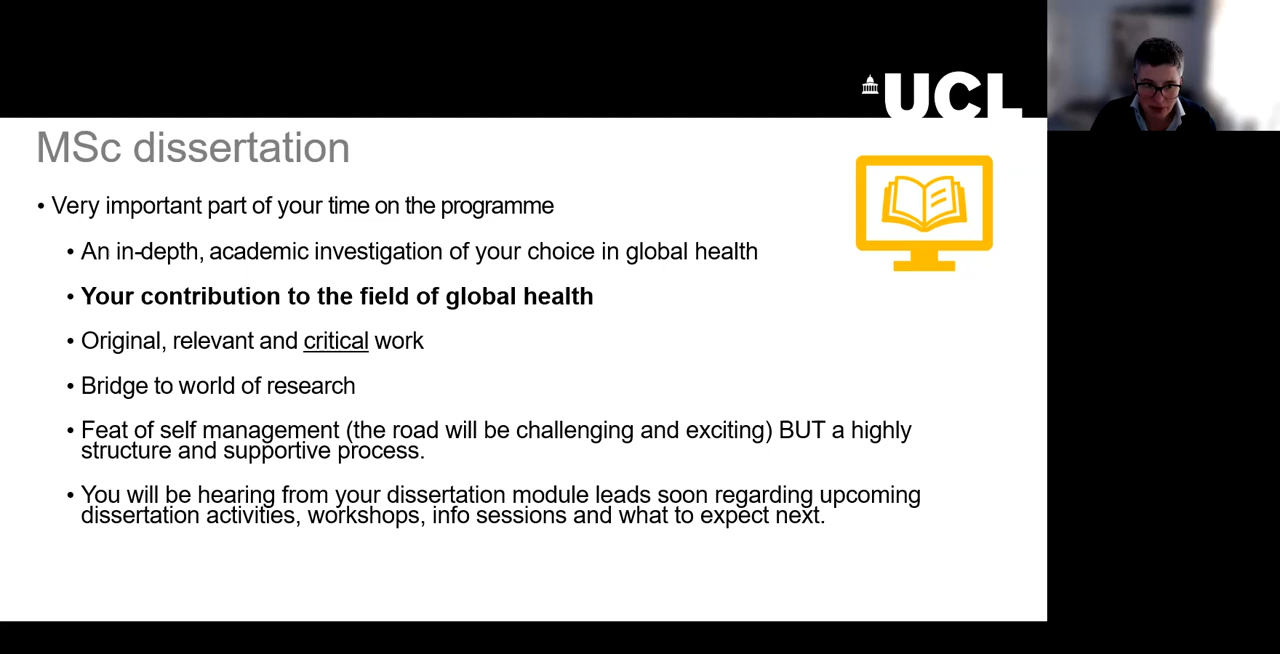 UCL
MSc dissertation
• Very important part of your time on the programme
• An in-depth, academic investigation of your choice in global health
• Your contribution to the field of global health
• Original, relevant and critical work
• Bridge to world of research
• Feat of self management (the road will be challenging and exciting) BUT a highly
structure and supportive process.
• You will be hearing from your dissertation module leads soon regarding upcoming
dissertation activities, workshops, info sessions and what to expect next.